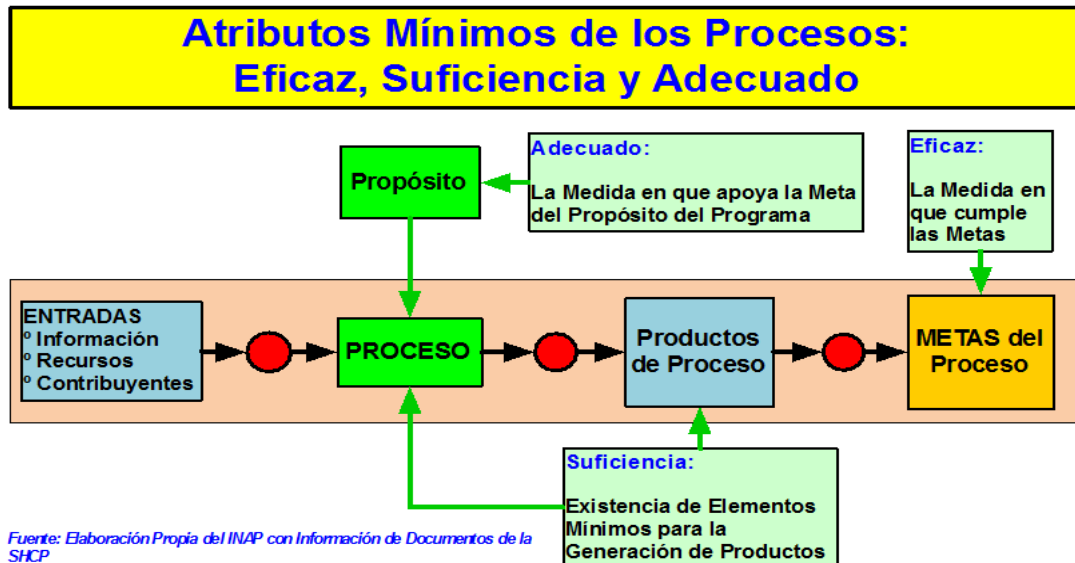 Atributos Mínimos de los Procesos:
Eficaz, Suficiencia y Adecuado
Propósito
Adecuado:
La Medida en que apoya la Meta
del Propósito del Programa
Eficaz:
La Medida en
que cumple
las Metas
ENTRADAS
º Información
º Recursos
º Contribuyentes
PROCESO
Productos
de Proceso
METAS del
Proceso
Suficiencia:
Existencia de Elementos
Mínimos para la
Generación de Productos
Fuente: Elaboración Propia del INAP con Información de Documentos de la
SHCP